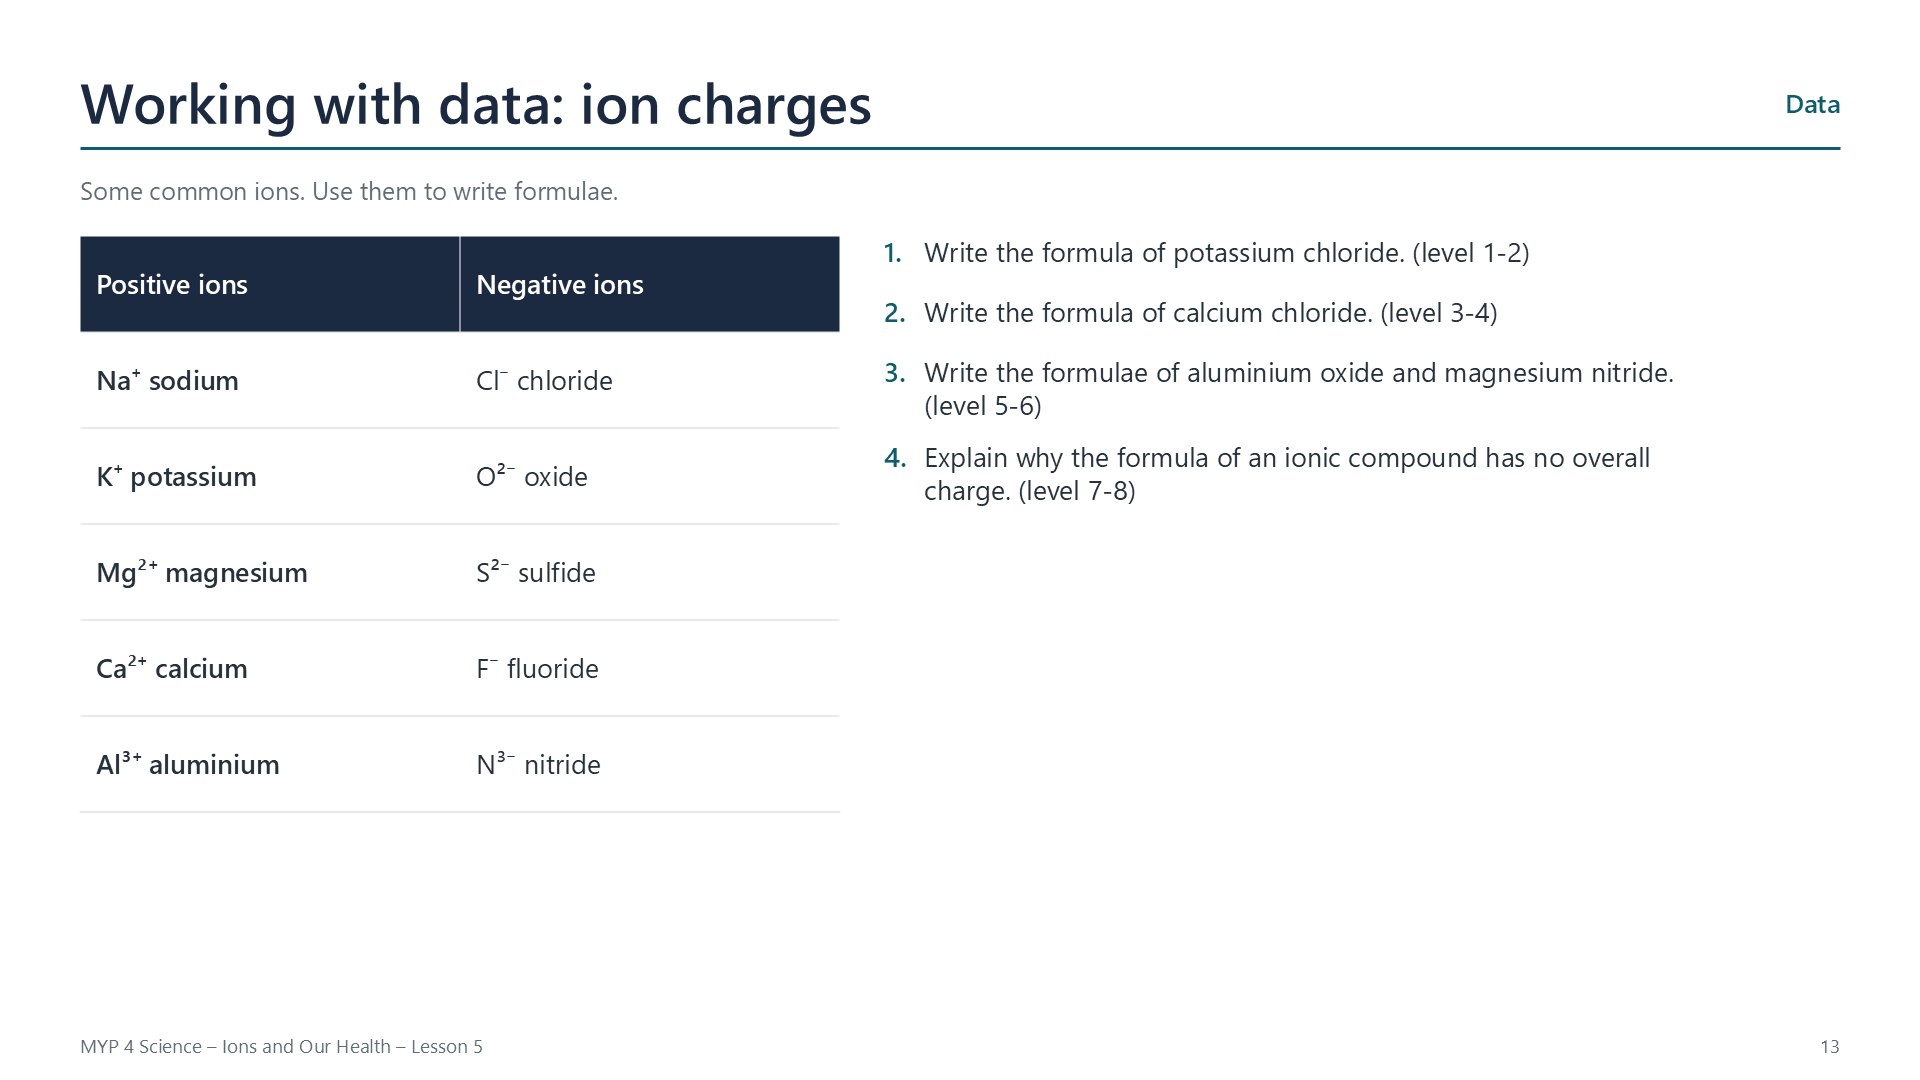 Working with data: ion charges
Data
Some common ions. Use them to write formulae.
Positive ions
Negative ions
Na⁺ sodium
Cl⁻ chloride
K⁺ potassium
O²⁻ oxide
Mg²⁺ magnesium
S²⁻ sulfide
Ca²⁺ calcium
F⁻ fluoride
Al³⁺ aluminium
N³⁻ nitride
1. Write the formula of potassium chloride. (level 1-2)
2. Write the formula of calcium chloride. (level 3-4)
3. Write the formulae of aluminium oxide and magnesium nitride.
(level 5-6)
4. Explain why the formula of an ionic compound has no overall
charge. (level 7-8)
MYP 4 Science – Ions and Our Health – Lesson 5
13